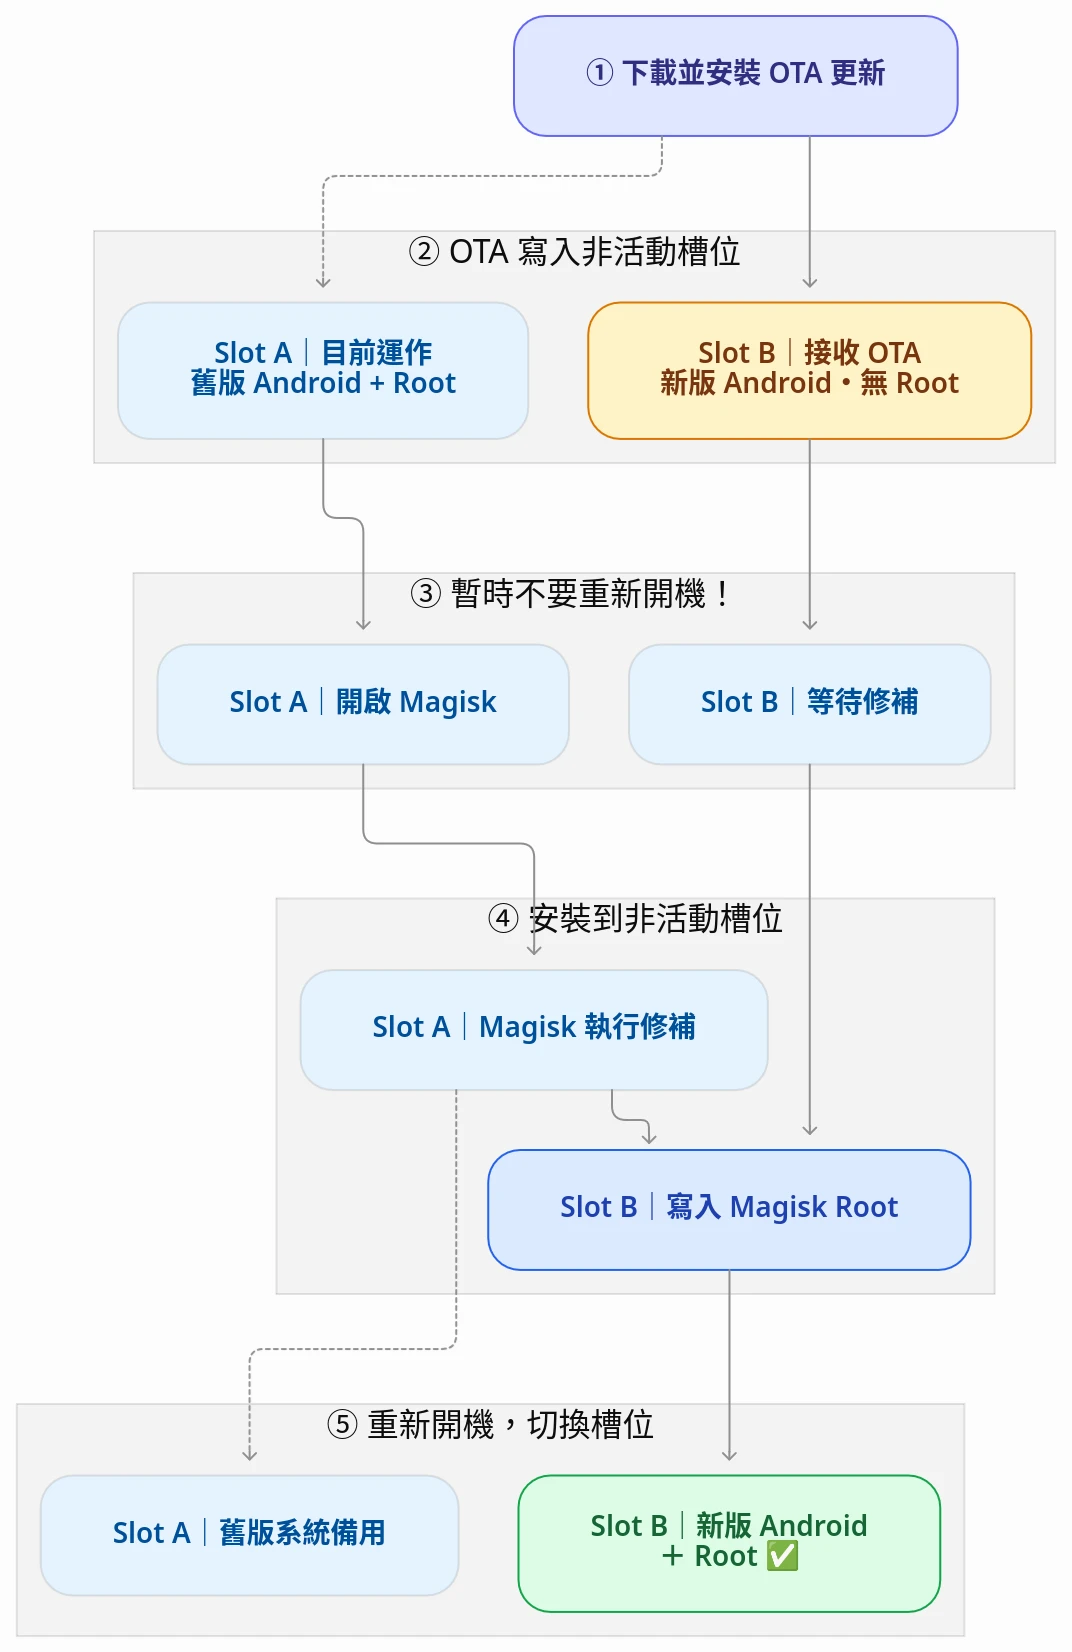 ① 下載並安裝 OTA 更新
② OTA 寫入非活動槽位
Slot A｜目前運作
舊版 Android + Root
Slot B｜接收 OTA
新版 Android・無 Root
③ 暫時不要重新開機！
Slot A｜開啟 Magisk
Slot B｜等待修補
④ 安裝到非活動槽位
Slot A｜Magisk 執行修補
Slot B｜寫入 Magisk Root
⑤ 重新開機，切換槽位
Slot A｜舊版系統備用
Slot B｜新版 Android
＋ Root ✅